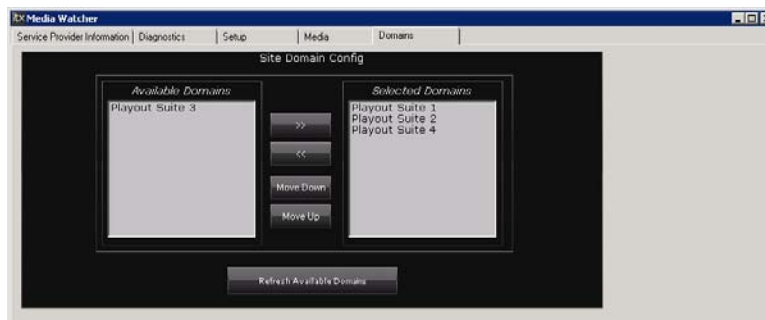 Media Watcher
Service Provider Information Diagnostics Setup Media Domains
Site Domain Config
Available Domains Selected Domains
Playout Suite 3
Playout Suite 1
Playout Suite 2
Playout Suite 4
>>
<<
Move Down
Move Up
Refresh Available Domains